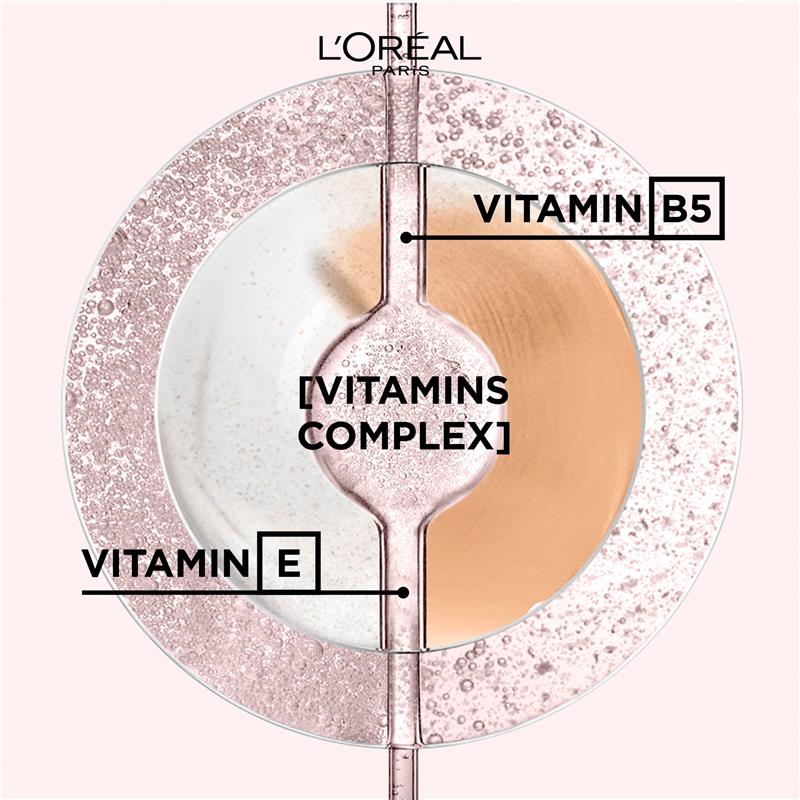 L'ORÉAL
PARIS
VITAMIN B5
[VITAMINS
COMPLEX]
VITAMIN E